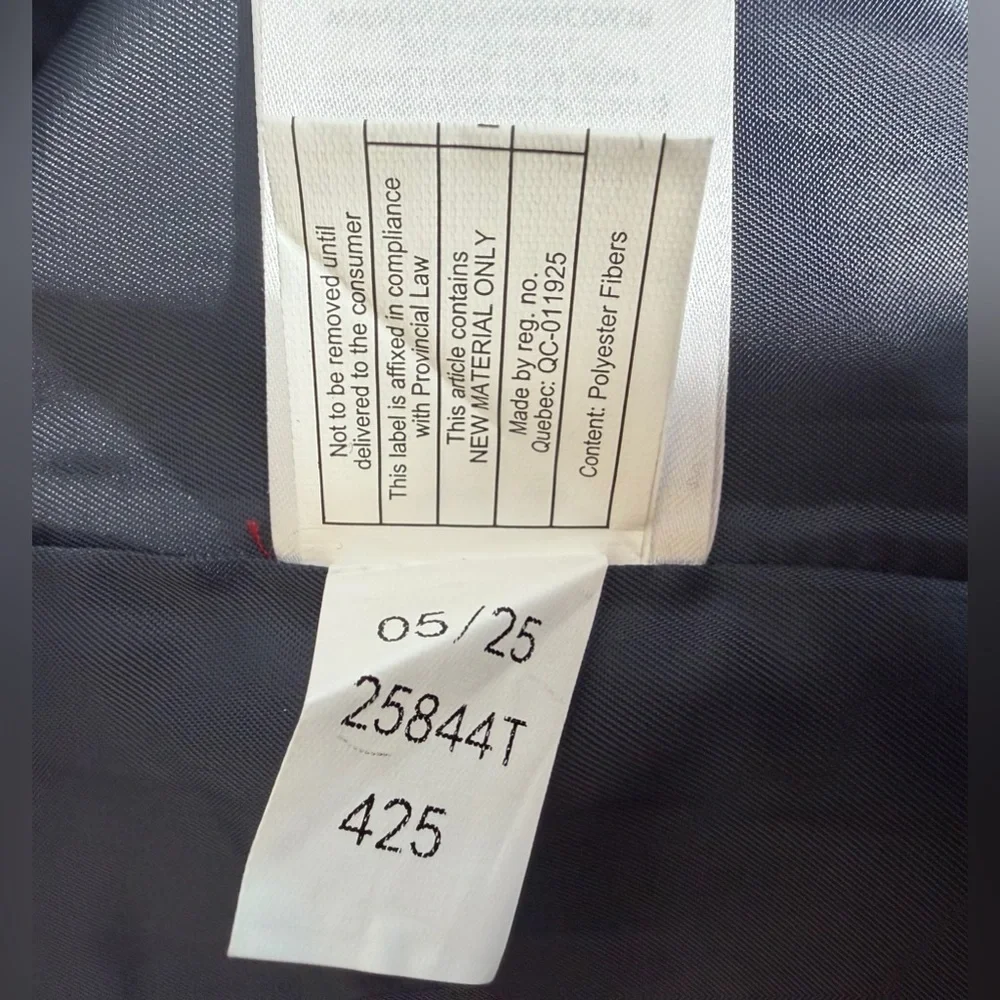 Not to be removed until
delivered to the consumer
This label is affixed in compliance
with Provincial Law
This article contains
NEW MATERIAL ONLY
Made by reg. no.
Quebec: QC-011925
Content: Polyester Fibers
05/25
25844T
425